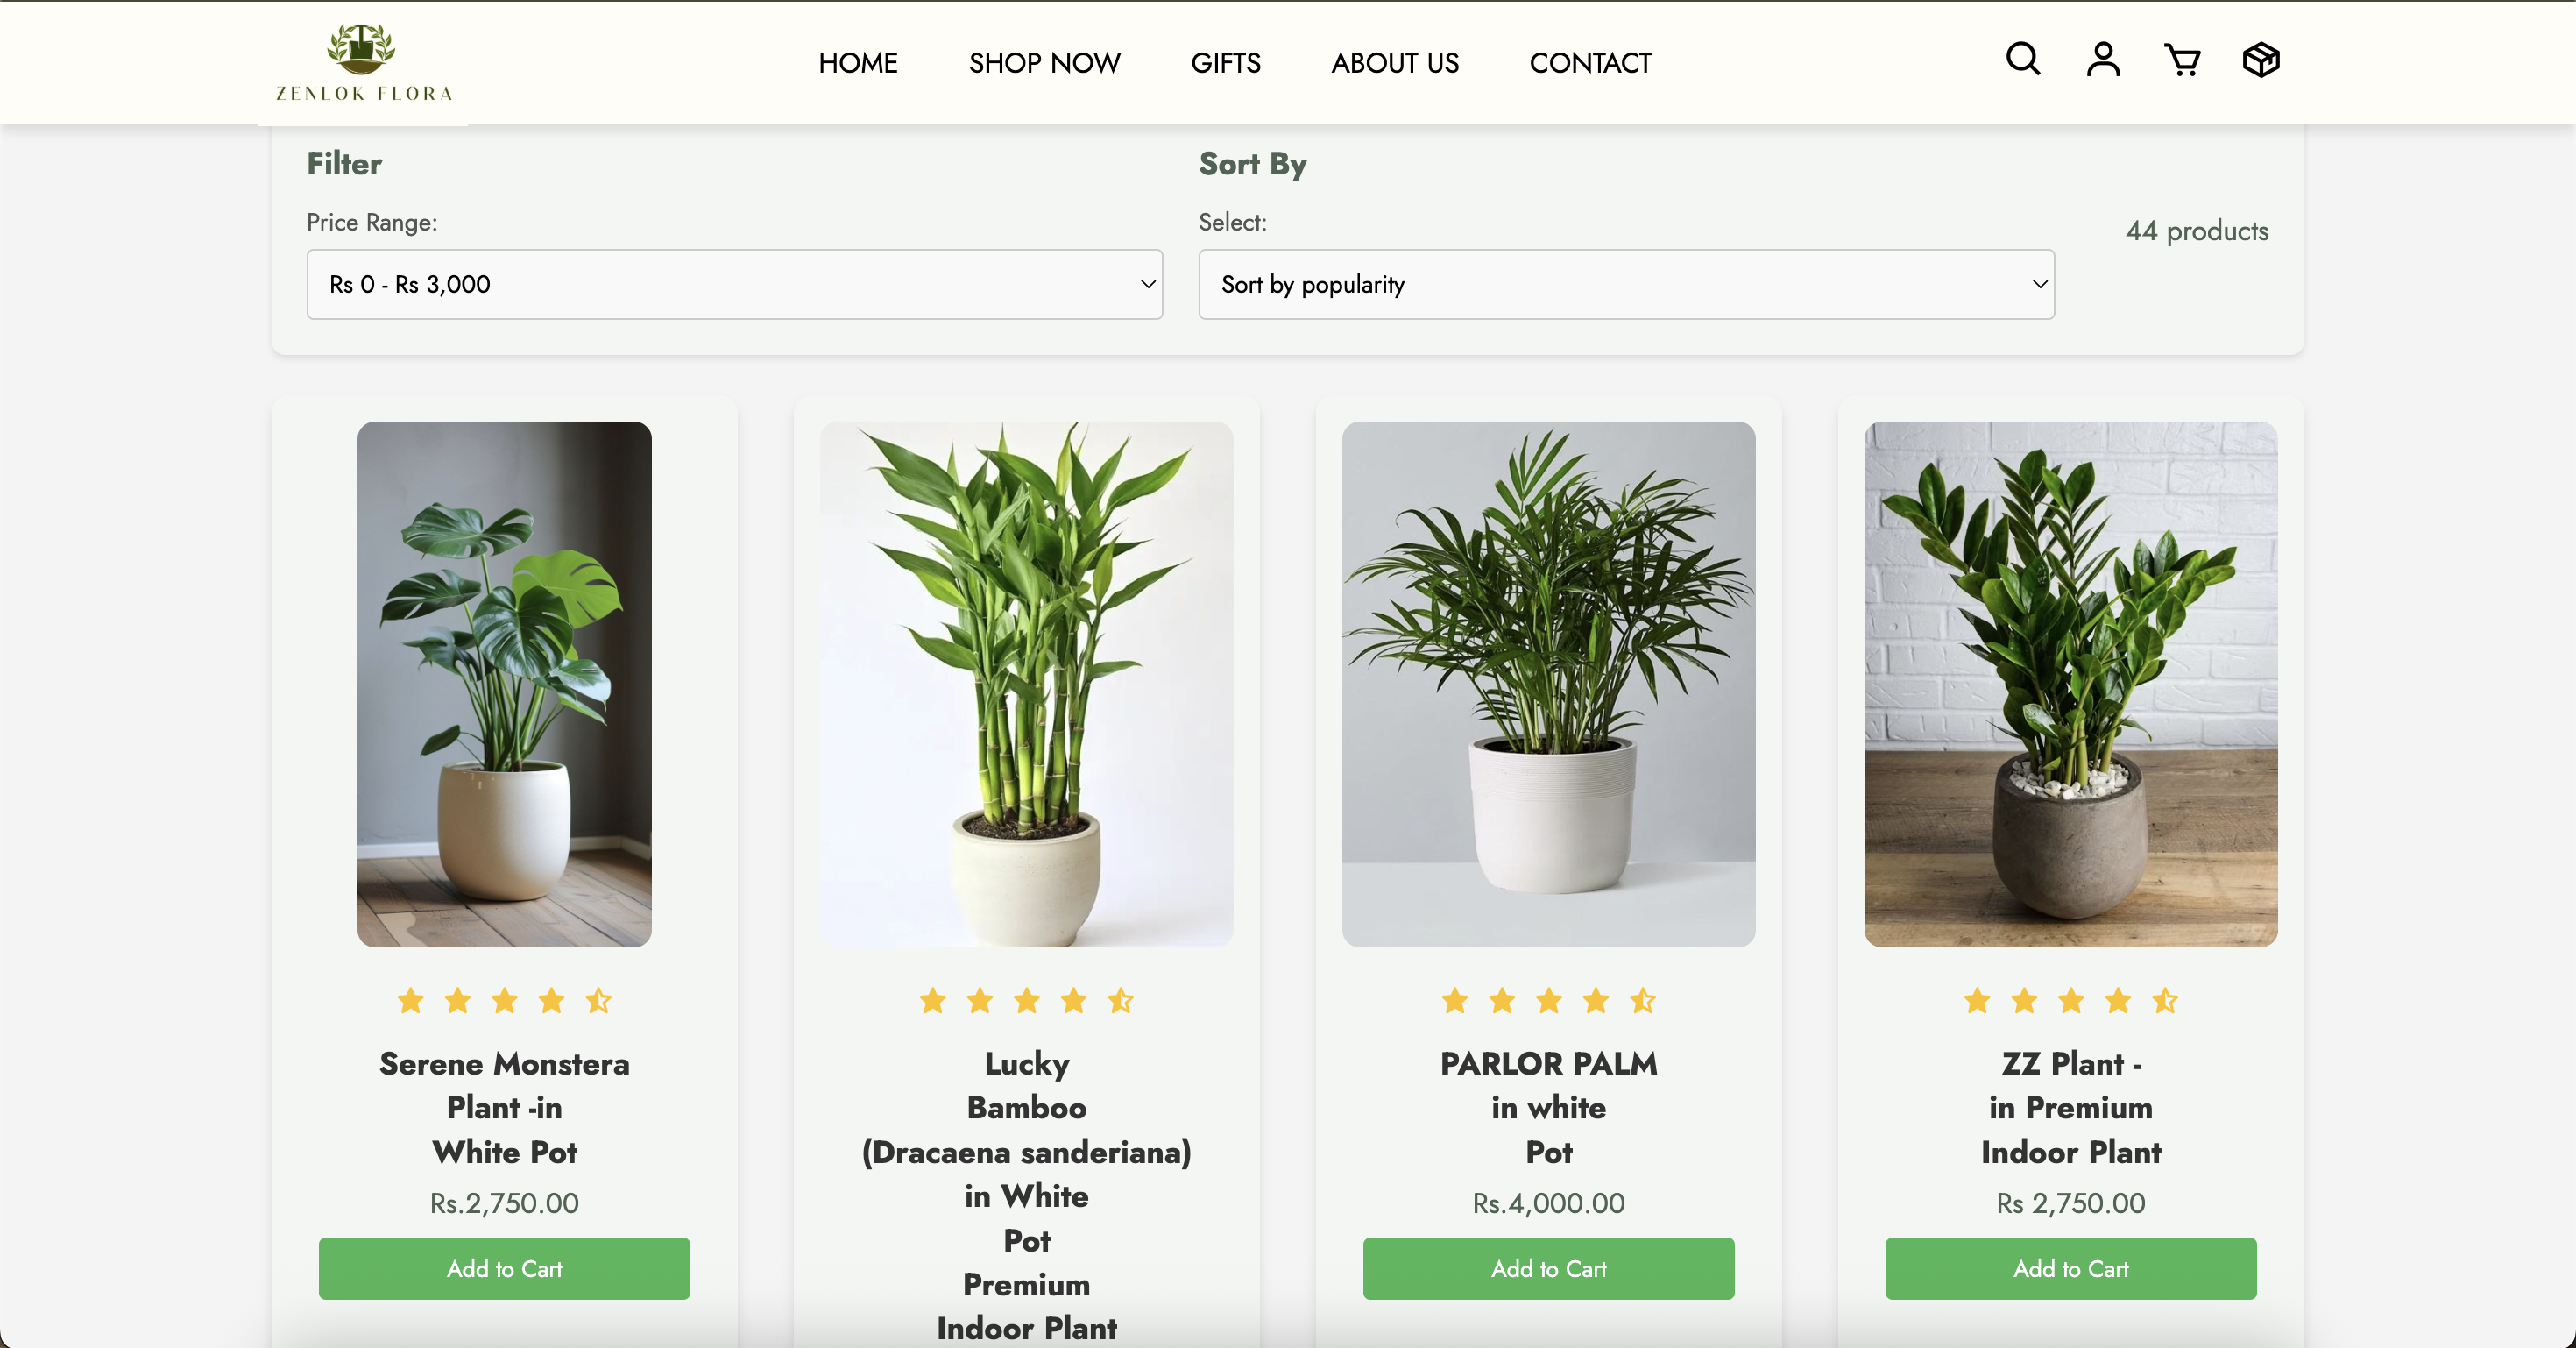 ZENLOK FLORA
HOME SHOP NOW GIFTS ABOUT US CONTACT
Filter
Price Range:
Rs 0 - Rs 3,000
Sort By
Select:
Sort by popularity
44 products
Serene Monstera
Plant -in
White Pot
Rs.2,750.00
Add to Cart
Lucky
Bamboo
(Dracaena sanderiana)
in White
Pot
Premium
Indoor Plant
PARLOR PALM
in white
Pot
Rs.4,000.00
Add to Cart
ZZ Plant -
in Premium
Indoor Plant
Rs 2,750.00
Add to Cart